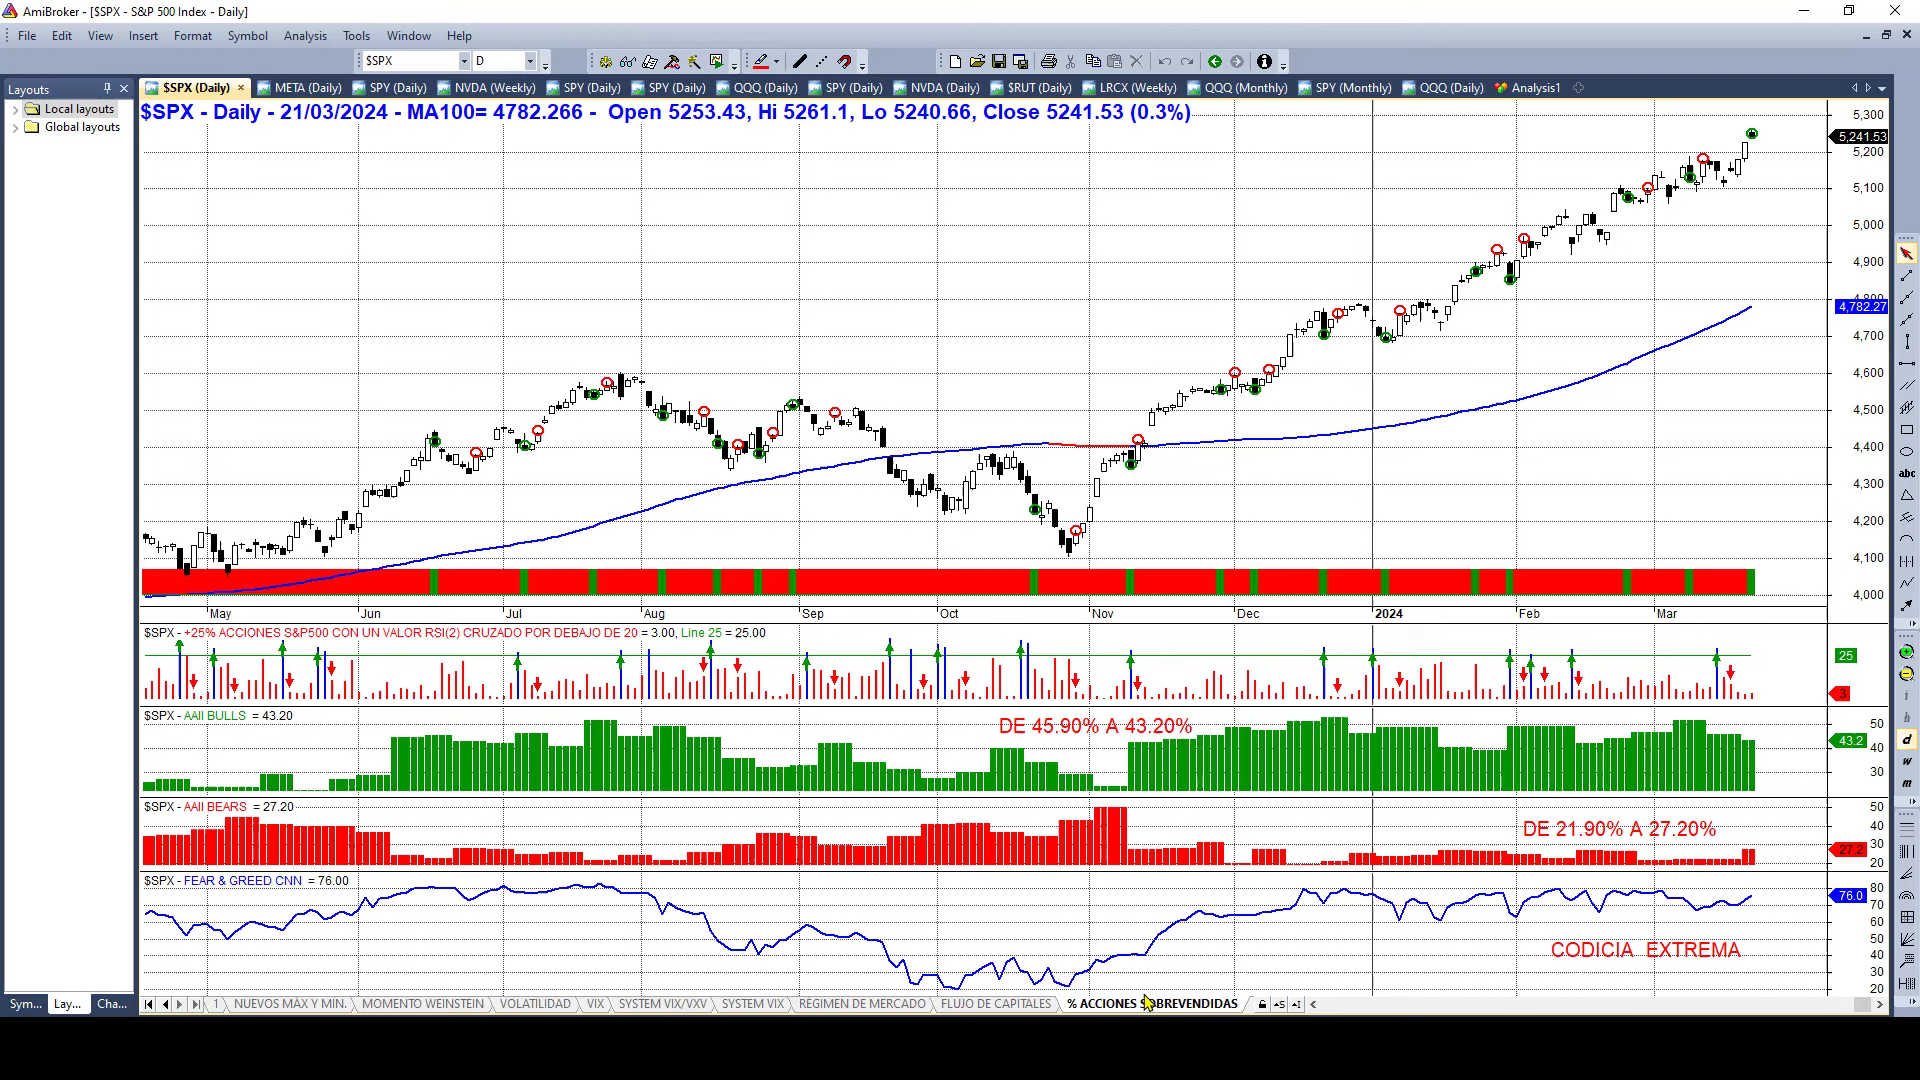 AmiBroker - [$SPX - S&P 500 Index - Daily]
File Edit View Insert Format Symbol Analysis Tools Window Help
$SPX D
Layouts
Local layouts
Global layouts
$SPX (Daily) META (Daily) SPY (Daily) NVDA (Weekly) SPY (Daily) SPY (Daily) QQQ (Daily) SPY (Daily) NVDA (Daily) $RUT (Daily) LRCX (Weekly) QQQ (Monthly) SPY (Monthly) QQQ (Daily) Analysis1
$SPX - Daily - 21/03/2024 - MA100= 4782.266 - Open 5253.43, Hi 5261.1, Lo 5240.66, Close 5241.53 (0.3%)
5,300
5,241.53
5,200
5,100
5,000
4,900
4,782.27
4,700
4,600
4,500
4,400
4,300
4,200
4,100
4,000
May Jun Jul Aug Sep Oct Nov Dec 2024 Feb Mar
$SPX - +25% ACCIONES S&P500 CON UN VALOR RSI(2) CRUZADO POR DEBAJO DE 20 = 3.00, Line 25 = 25.00
25
3
$SPX - AAII BULLS = 43.20
DE 45.90% A 43.20%
50
43.2 40
30
$SPX - AAII BEARS = 27.20
DE 21.90% A 27.20%
50
40
30
27.2
20
$SPX - FEAR & GREED CNN = 76.00
CODICIA EXTREMA
80
76.0
70
60
50
40
30
20
abc
d
w
m
Sym... Lay... Cha...
1 NUEVOS MAX Y MIN. MOMENTO WEINSTEIN VOLATILIDAD VIX SYSTEM VIX/VXV SYSTEM VIX REGIMEN DE MERCADO FLUJO DE CAPITALES % ACCIONES SOBREVENDIDAS